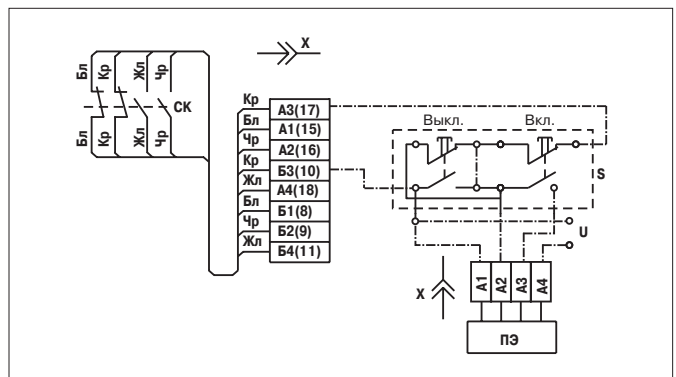 X
Бл Кр Жл Чр
СК
Бл Кр Жл Чр
Кр А3(17)
Бл А1(15)
Чр А2(16)
Кр Б3(10)
Жл А4(18)
Бл Б1(8)
Чр Б2(9)
Жл Б4(11)
Выкл. Вкл.
S
U
X
А1 А2 А3 А4
ПЭ